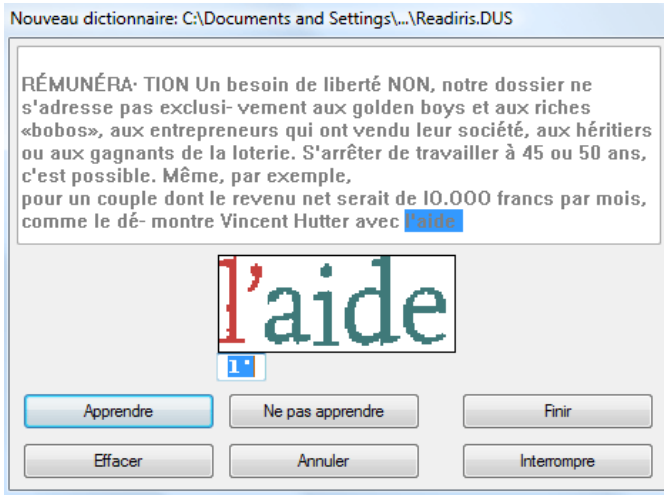 Nouveau dictionnaire: C:\Documents and Settings\...\Readiris.DUS
RÉMUNÉRA· TION Un besoin de liberté NON, notre dossier ne
s'adresse pas exclusi- vement aux golden boys et aux riches
«bobos», aux entrepreneurs qui ont vendu leur société, aux héritiers
ou aux gagnants de la loterie. S'arrêter de travailler à 45 ou 50 ans,
c'est possible. Même, par exemple,
pour un couple dont le revenu net serait de I0.000 francs par mois,
comme le dé- montre Vincent Hutter avec l'aide
l'aide
l'
Apprendre Ne pas apprendre Finir
Effacer Annuler Interrompre